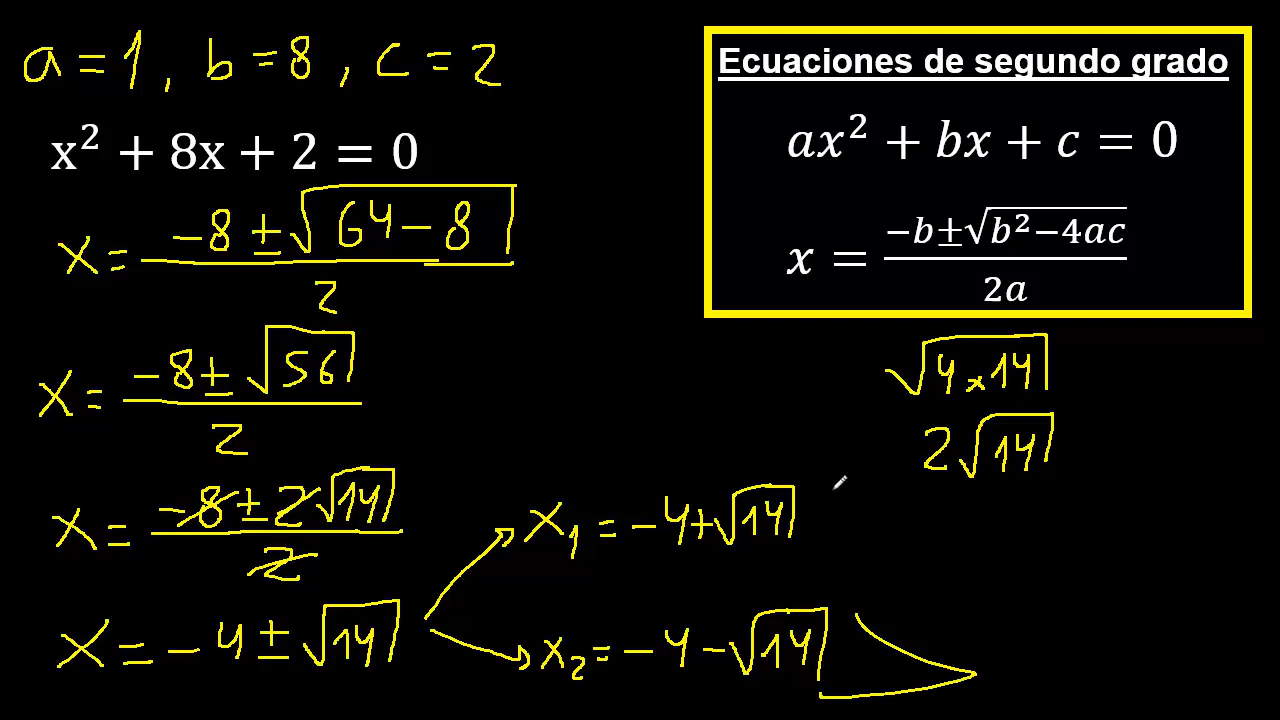 a = 1, b = 8, c = 2
x² + 8x + 2 = 0
x = (-8 ± √(64 - 8)) / 2
x = (-8 ± √56) / 2
x = (-8 ± 2√14) / 2
x = -4 ± √14
x₁ = -4 + √14
x₂ = -4 - √14
Ecuaciones de segundo grado
ax² + bx + c = 0
x = (-b ± √(b² - 4ac)) / 2a
√(4 × 14)
2√14